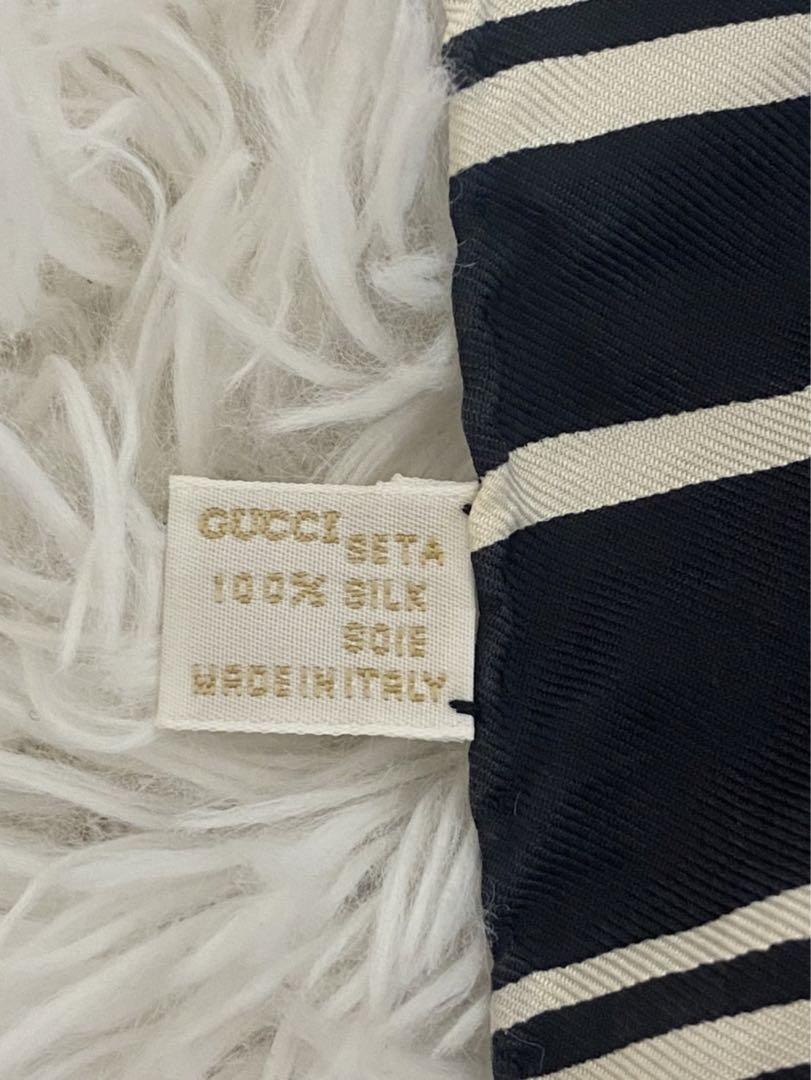 GUCCI SETA
100% SILK
SOIE
MADE IN ITALY